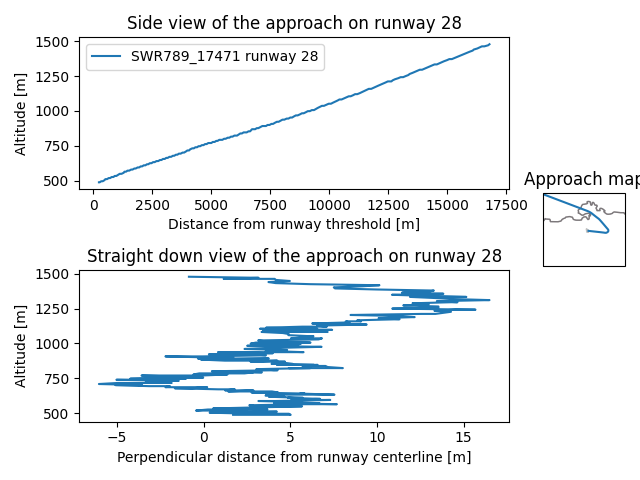 Side view of the approach on runway 28
1500
1250
1000
750
500
Altitude [m]
SWR789_17471 runway 28
0 2500 5000 7500 10000 12500 15000 17500
Distance from runway threshold [m]
Approach map
Straight down view of the approach on runway 28
1500
1250
1000
750
500
Altitude [m]
−5 0 5 10 15
Perpendicular distance from runway centerline [m]